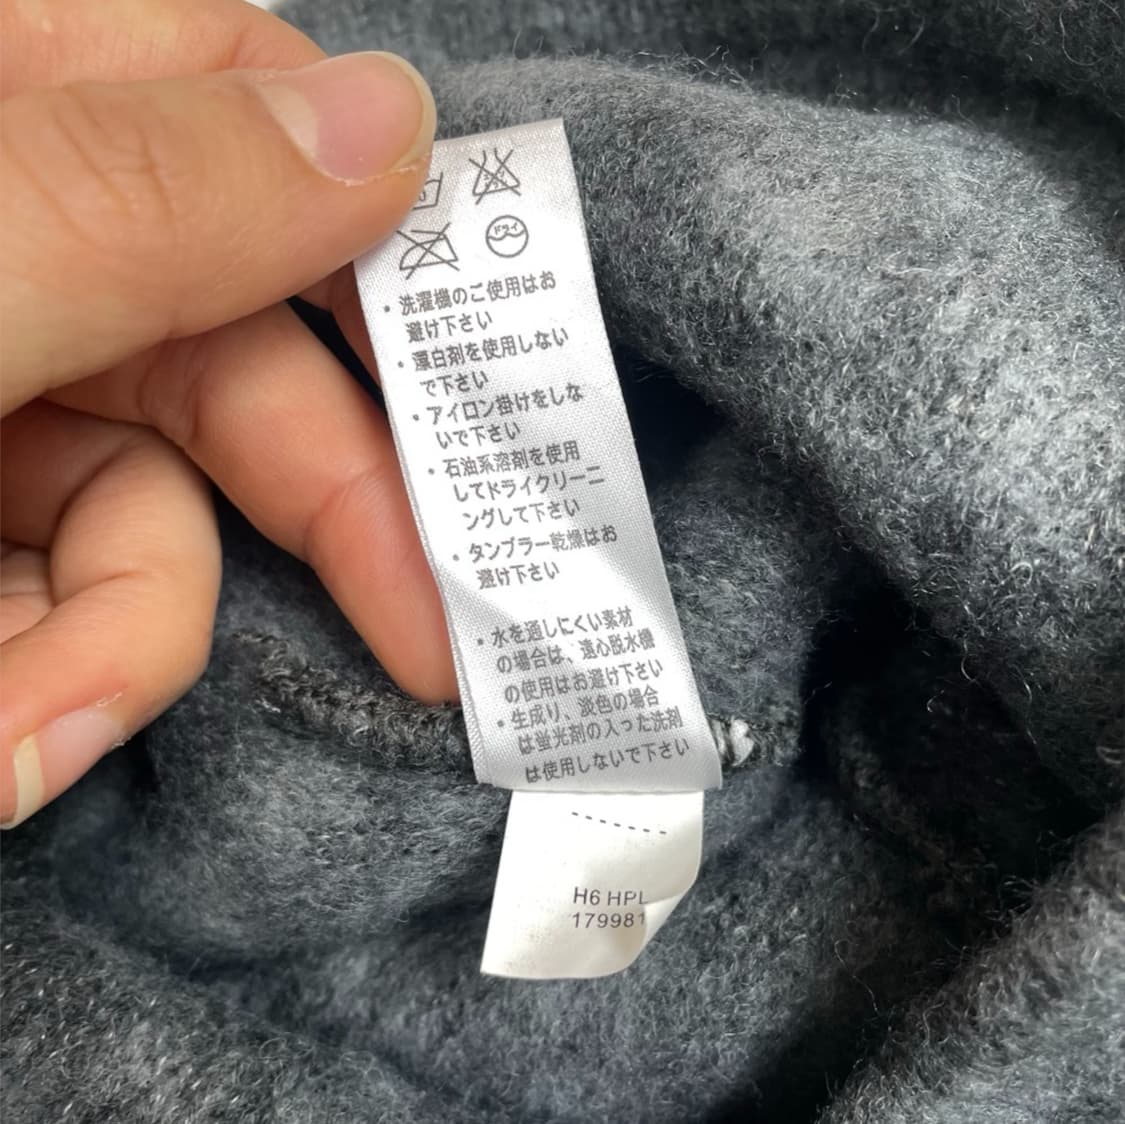 ドライ
・洗濯機のご使用はお
避け下さい
・漂白剤を使用しない
で下さい
・アイロン掛けをしな
いで下さい
・石油系溶剤を使用
してドライクリーニ
ングして下さい
・タンブラー乾燥はお
避け下さい
・水を通しにくい素材
の場合は、遠心脱水機
の使用はお避け下さい
・生成り、淡色の場合
は蛍光剤の入った洗剤
は使用しないで下さい
H6 HPL
179981